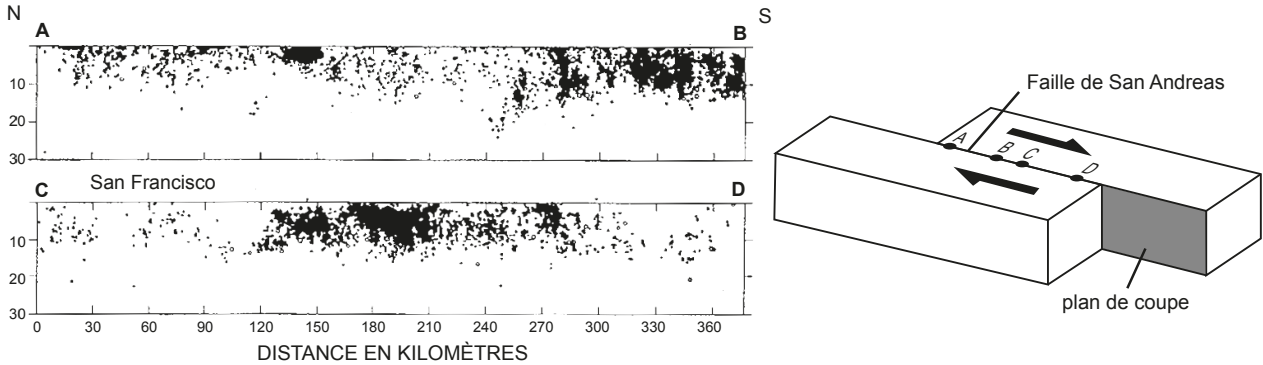 N
S
A
B
10
20
30
C
San Francisco
D
10
20
30
0 30 60 90 120 150 180 210 240 270 300 330 360
DISTANCE EN KILOMÈTRES
Faille de San Andreas
A
B
C
D
plan de coupe